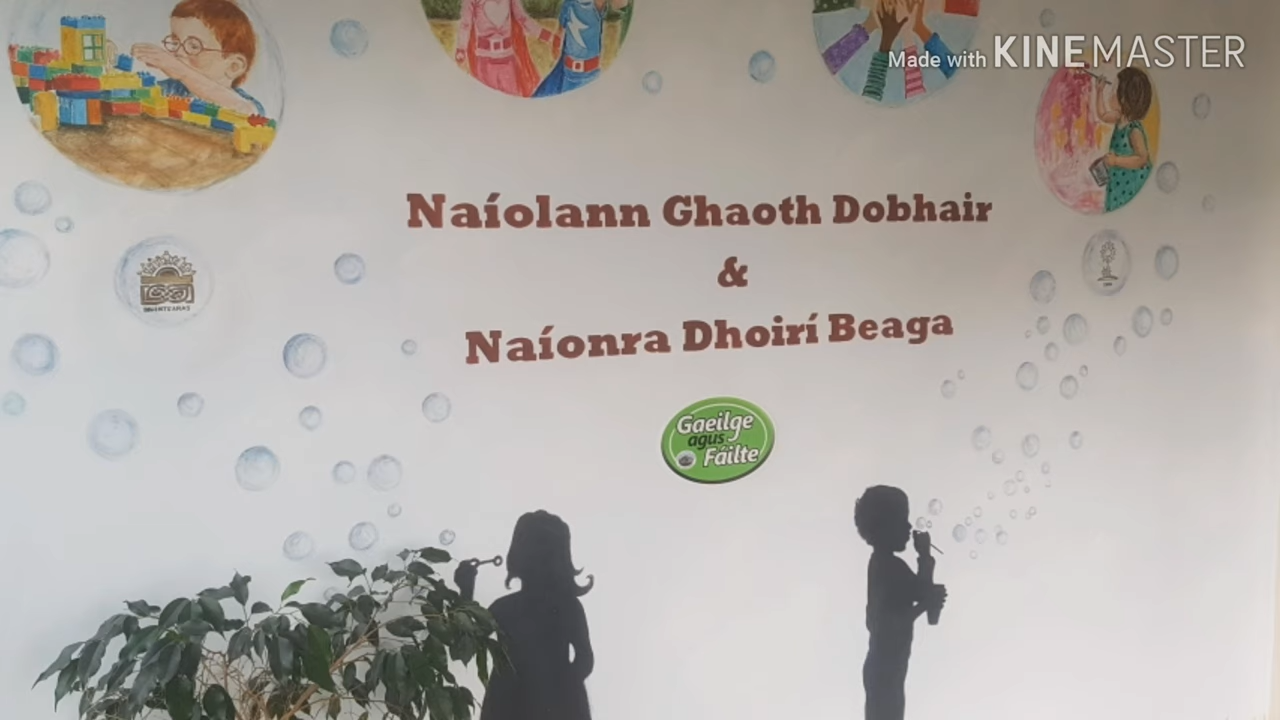 Made with KINEMASTER
Naíolann Ghaoth Dobhair
&
Naíonra Dhoirí Beaga
Gaeilge
agus
Fáilte